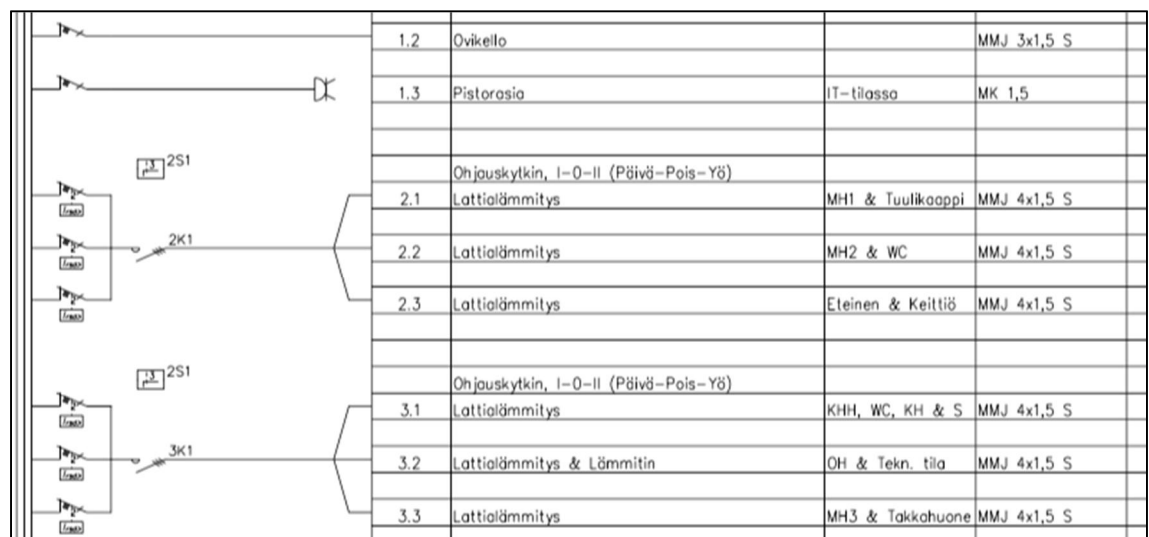 1.2 Ovikello MMJ 3x1,5 S
1.3 Pistorasia IT-tilassa MK 1,5
2S1
Ohjauskytkin, I-0-II (Päivä-Pois-Yö)
2.1 Lattialämmitys MH1 & Tuulikaappi MMJ 4x1,5 S
2K1
2.2 Lattialämmitys MH2 & WC MMJ 4x1,5 S
2.3 Lattialämmitys Eteinen & Keittiö MMJ 4x1,5 S
2S1
Ohjauskytkin, I-0-II (Päivä-Pois-Yö)
3.1 Lattialämmitys KHH, WC, KH & S MMJ 4x1,5 S
3K1
3.2 Lattialämmitys & Lämmitin OH & Tekn. tila MMJ 4x1,5 S
3.3 Lattialämmitys MH3 & Takkahuone MMJ 4x1,5 S